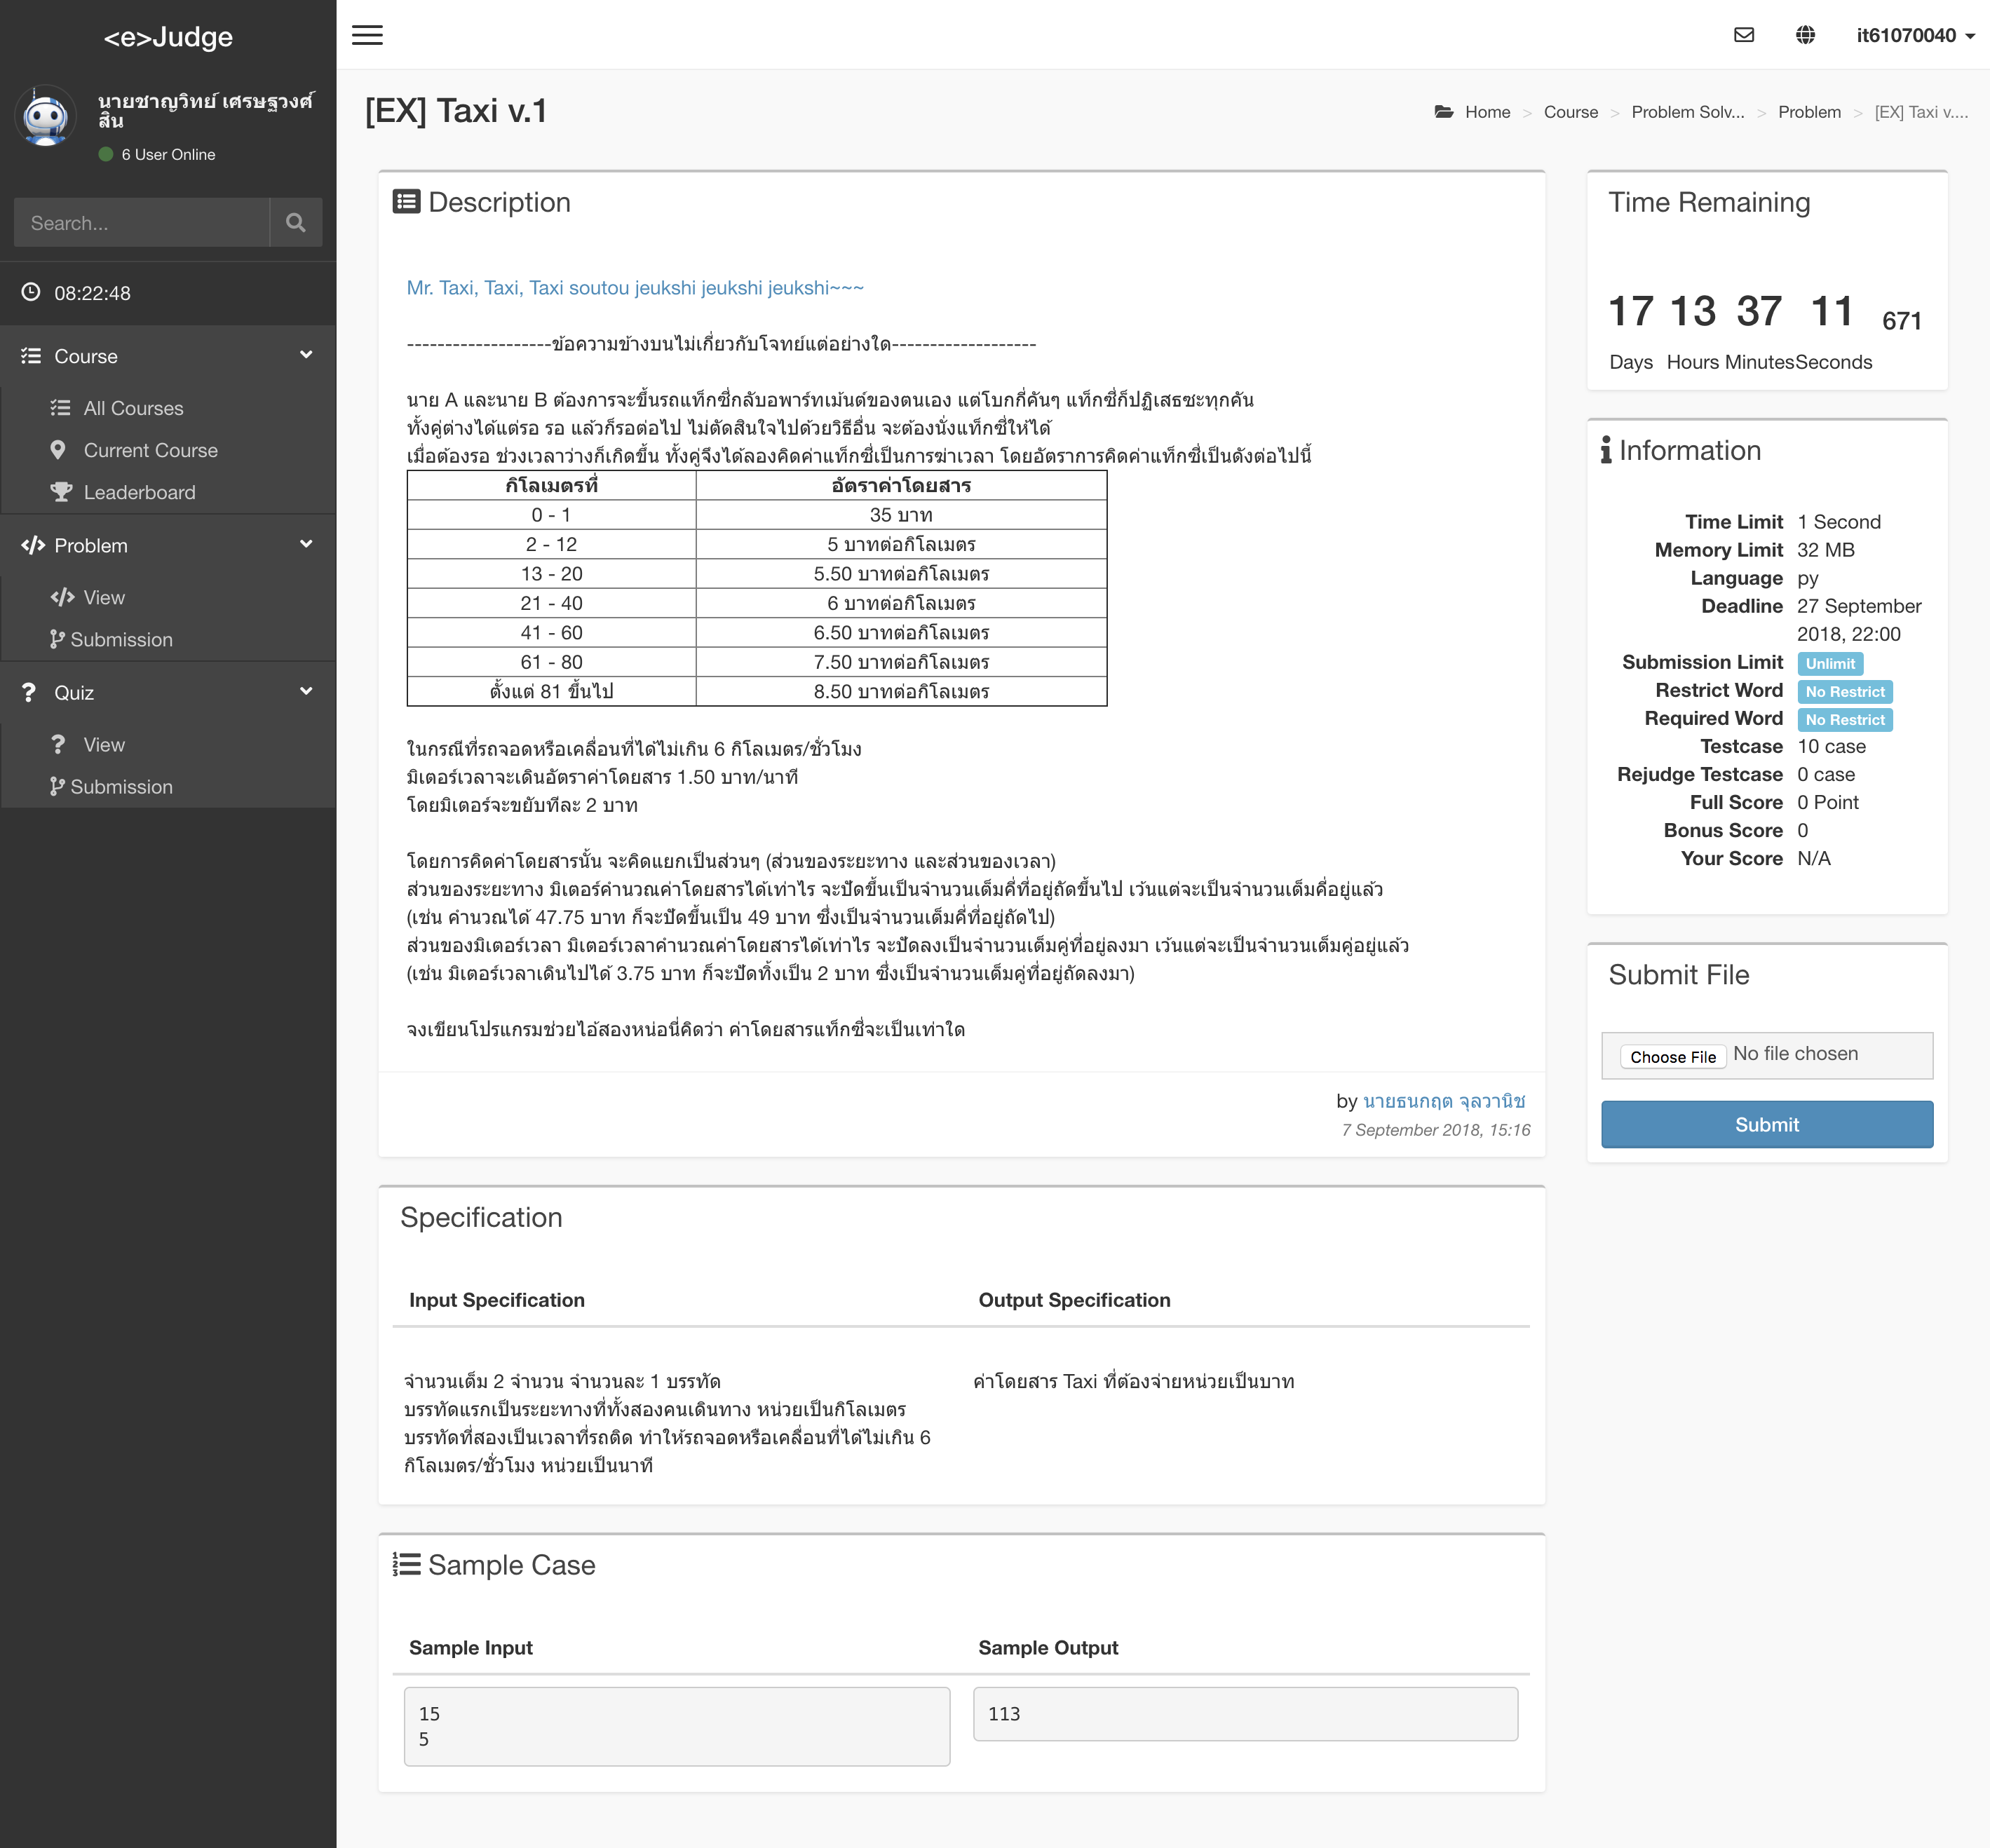 <e>Judge
it61070040
นายชาญวิทย์ เศรษฐวงศ์
สิน
6 User Online
Search...
08:22:48
Course
All Courses
Current Course
Leaderboard
Problem
View
Submission
Quiz
View
Submission
[EX] Taxi v.1
Home > Course > Problem Solv... > Problem > [EX] Taxi v....
Description
Mr. Taxi, Taxi, Taxi soutou jeukshi jeukshi jeukshi~~~
-------------------ข้อความข้างบนไม่เกี่ยวกับโจทย์แต่อย่างใด-------------------
นาย A และนาย B ต้องการจะขึ้นรถแท็กซี่กลับอพาร์ทเม้นต์ของตนเอง แต่โบกกี่คันๆ แท็กซี่ก็ปฏิเสธซะทุกคัน
ทั้งคู่ต่างได้แต่รอ รอ แล้วก็รอต่อไป ไม่ตัดสินใจไปด้วยวิธีอื่น จะต้องนั่งแท็กซี่ให้ได้
เมื่อต้องรอ ช่วงเวลาว่างก็เกิดขึ้น ทั้งคู่จึงได้ลองคิดค่าแท็กซี่เป็นการฆ่าเวลา โดยอัตราการคิดค่าแท็กซี่เป็นดังต่อไปนี้
กิโลเมตรที่ อัตราค่าโดยสาร
0 - 1 35 บาท
2 - 12 5 บาทต่อกิโลเมตร
13 - 20 5.50 บาทต่อกิโลเมตร
21 - 40 6 บาทต่อกิโลเมตร
41 - 60 6.50 บาทต่อกิโลเมตร
61 - 80 7.50 บาทต่อกิโลเมตร
ตั้งแต่ 81 ขึ้นไป 8.50 บาทต่อกิโลเมตร
ในกรณีที่รถจอดหรือเคลื่อนที่ได้ไม่เกิน 6 กิโลเมตร/ชั่วโมง
มิเตอร์เวลาจะเดินอัตราค่าโดยสาร 1.50 บาท/นาที
โดยมิเตอร์จะขยับทีละ 2 บาท
โดยการคิดค่าโดยสารนั้น จะคิดแยกเป็นส่วนๆ (ส่วนของระยะทาง และส่วนของเวลา)
ส่วนของระยะทาง มิเตอร์คำนวณค่าโดยสารได้เท่าไร จะปัดขึ้นเป็นจำนวนเต็มคี่ที่อยู่ถัดขึ้นไป เว้นแต่จะเป็นจำนวนเต็มคี่อยู่แล้ว
(เช่น คำนวณได้ 47.75 บาท ก็จะปัดขึ้นเป็น 49 บาท ซึ่งเป็นจำนวนเต็มคี่ที่อยู่ถัดไป)
ส่วนของมิเตอร์เวลา มิเตอร์เวลาคำนวณค่าโดยสารได้เท่าไร จะปัดลงเป็นจำนวนเต็มคู่ที่อยู่ลงมา เว้นแต่จะเป็นจำนวนเต็มคู่อยู่แล้ว
(เช่น มิเตอร์เวลาเดินไปได้ 3.75 บาท ก็จะปัดทิ้งเป็น 2 บาท ซึ่งเป็นจำนวนเต็มคู่ที่อยู่ถัดลงมา)
จงเขียนโปรแกรมช่วยไอ้สองหน่อนี่คิดว่า ค่าโดยสารแท็กซี่จะเป็นเท่าใด
by นายธนกฤต จุลวานิช
7 September 2018, 15:16
Specification
Input Specification Output Specification
จำนวนเต็ม 2 จำนวน จำนวนละ 1 บรรทัด
บรรทัดแรกเป็นระยะทางที่ทั้งสองคนเดินทาง หน่วยเป็นกิโลเมตร
บรรทัดที่สองเป็นเวลาที่รถติด ทำให้รถจอดหรือเคลื่อนที่ได้ไม่เกิน 6
กิโลเมตร/ชั่วโมง หน่วยเป็นนาที
ค่าโดยสาร Taxi ที่ต้องจ่ายหน่วยเป็นบาท
Sample Case
Sample Input Sample Output
15
5
113
Time Remaining
17 13 37 11 671
Days Hours Minutes Seconds
Information
Time Limit 1 Second
Memory Limit 32 MB
Language py
Deadline 27 September
2018, 22:00
Submission Limit Unlimit
Restrict Word No Restrict
Required Word No Restrict
Testcase 10 case
Rejudge Testcase 0 case
Full Score 0 Point
Bonus Score 0
Your Score N/A
Submit File
Choose File No file chosen
Submit